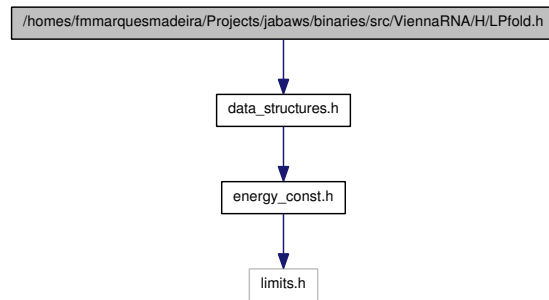 /homes/fmmarquesmadeira/Projects/jabaws/binaries/src/ViennaRNA/H/LPfold.h
data_structures.h
energy_const.h
limits.h